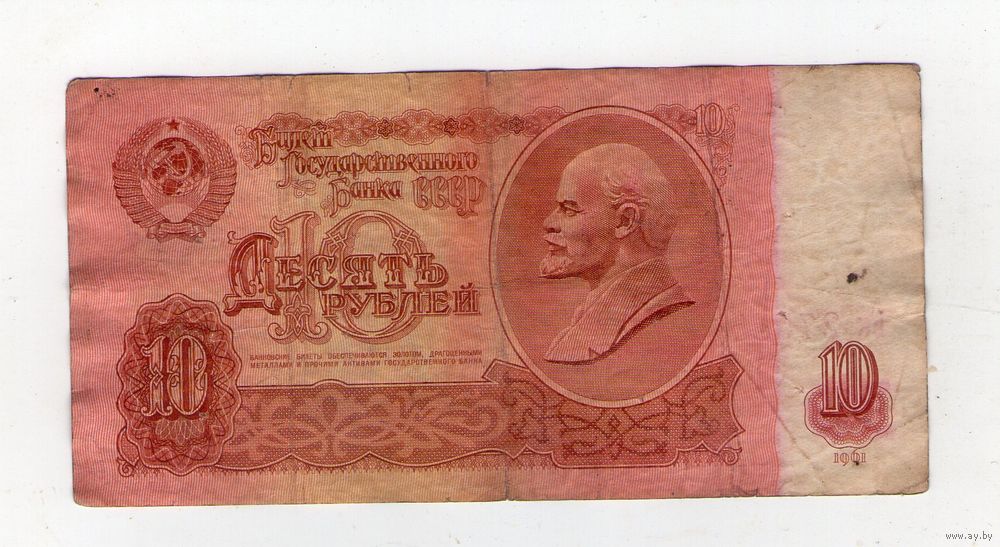 Билет
Государственного
Банка СССР
10
10
ДЕСЯТЬ
РУБЛЕЙ
БАНКОВСКИЕ БИЛЕТЫ ОБЕСПЕЧИВАЮТСЯ ЗОЛОТОМ, ДРАГОЦЕННЫМИ
МЕТАЛЛАМИ И ПРОЧИМИ АКТИВАМИ ГОСУДАРСТВЕННОГО БАНКА
10
10
1961
www.ay.by